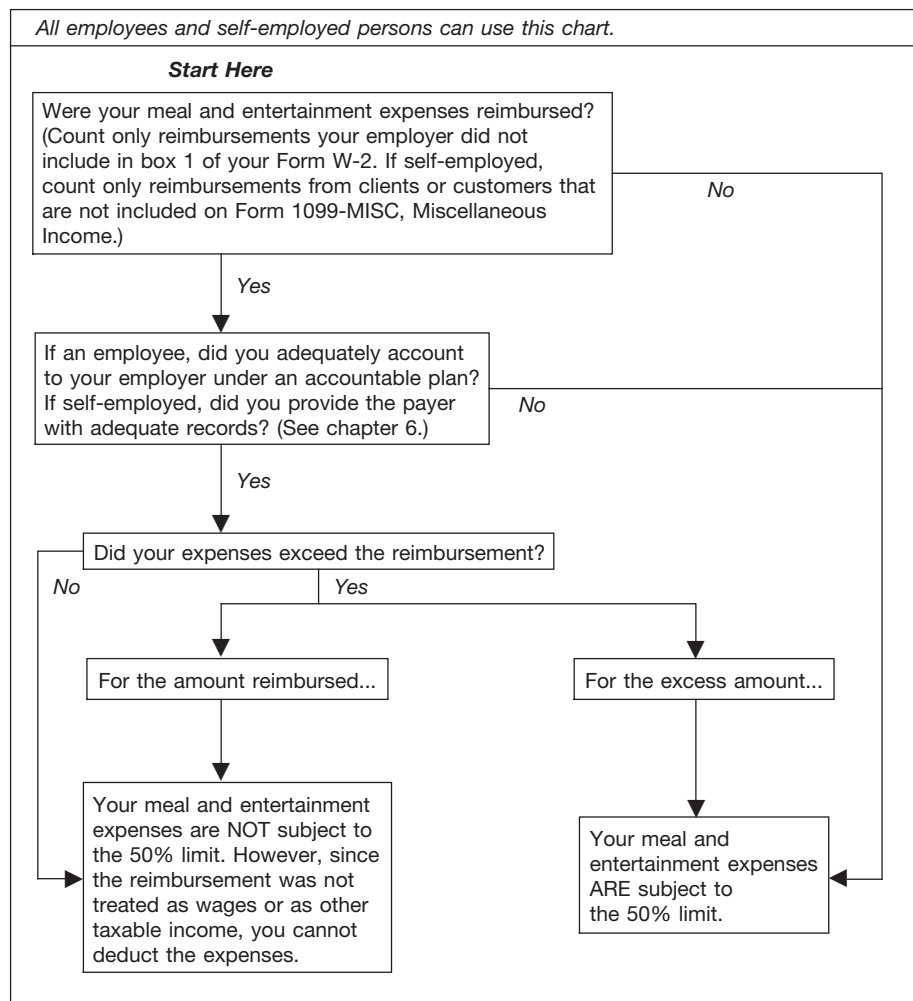 All employees and self-employed persons can use this chart.
Start Here
Were your meal and entertainment expenses reimbursed?
(Count only reimbursements your employer did not
include in box 1 of your Form W-2. If self-employed,
count only reimbursements from clients or customers that
are not included on Form 1099-MISC, Miscellaneous
Income.)
No
Yes
If an employee, did you adequately account
to your employer under an accountable plan?
If self-employed, did you provide the payer
with adequate records? (See chapter 6.)
No
Yes
Did your expenses exceed the reimbursement?
No
Yes
For the amount reimbursed...
For the excess amount...
Your meal and entertainment
expenses are NOT subject to
the 50% limit. However, since
the reimbursement was not
treated as wages or as other
taxable income, you cannot
deduct the expenses.
Your meal and
entertainment expenses
ARE subject to
the 50% limit.